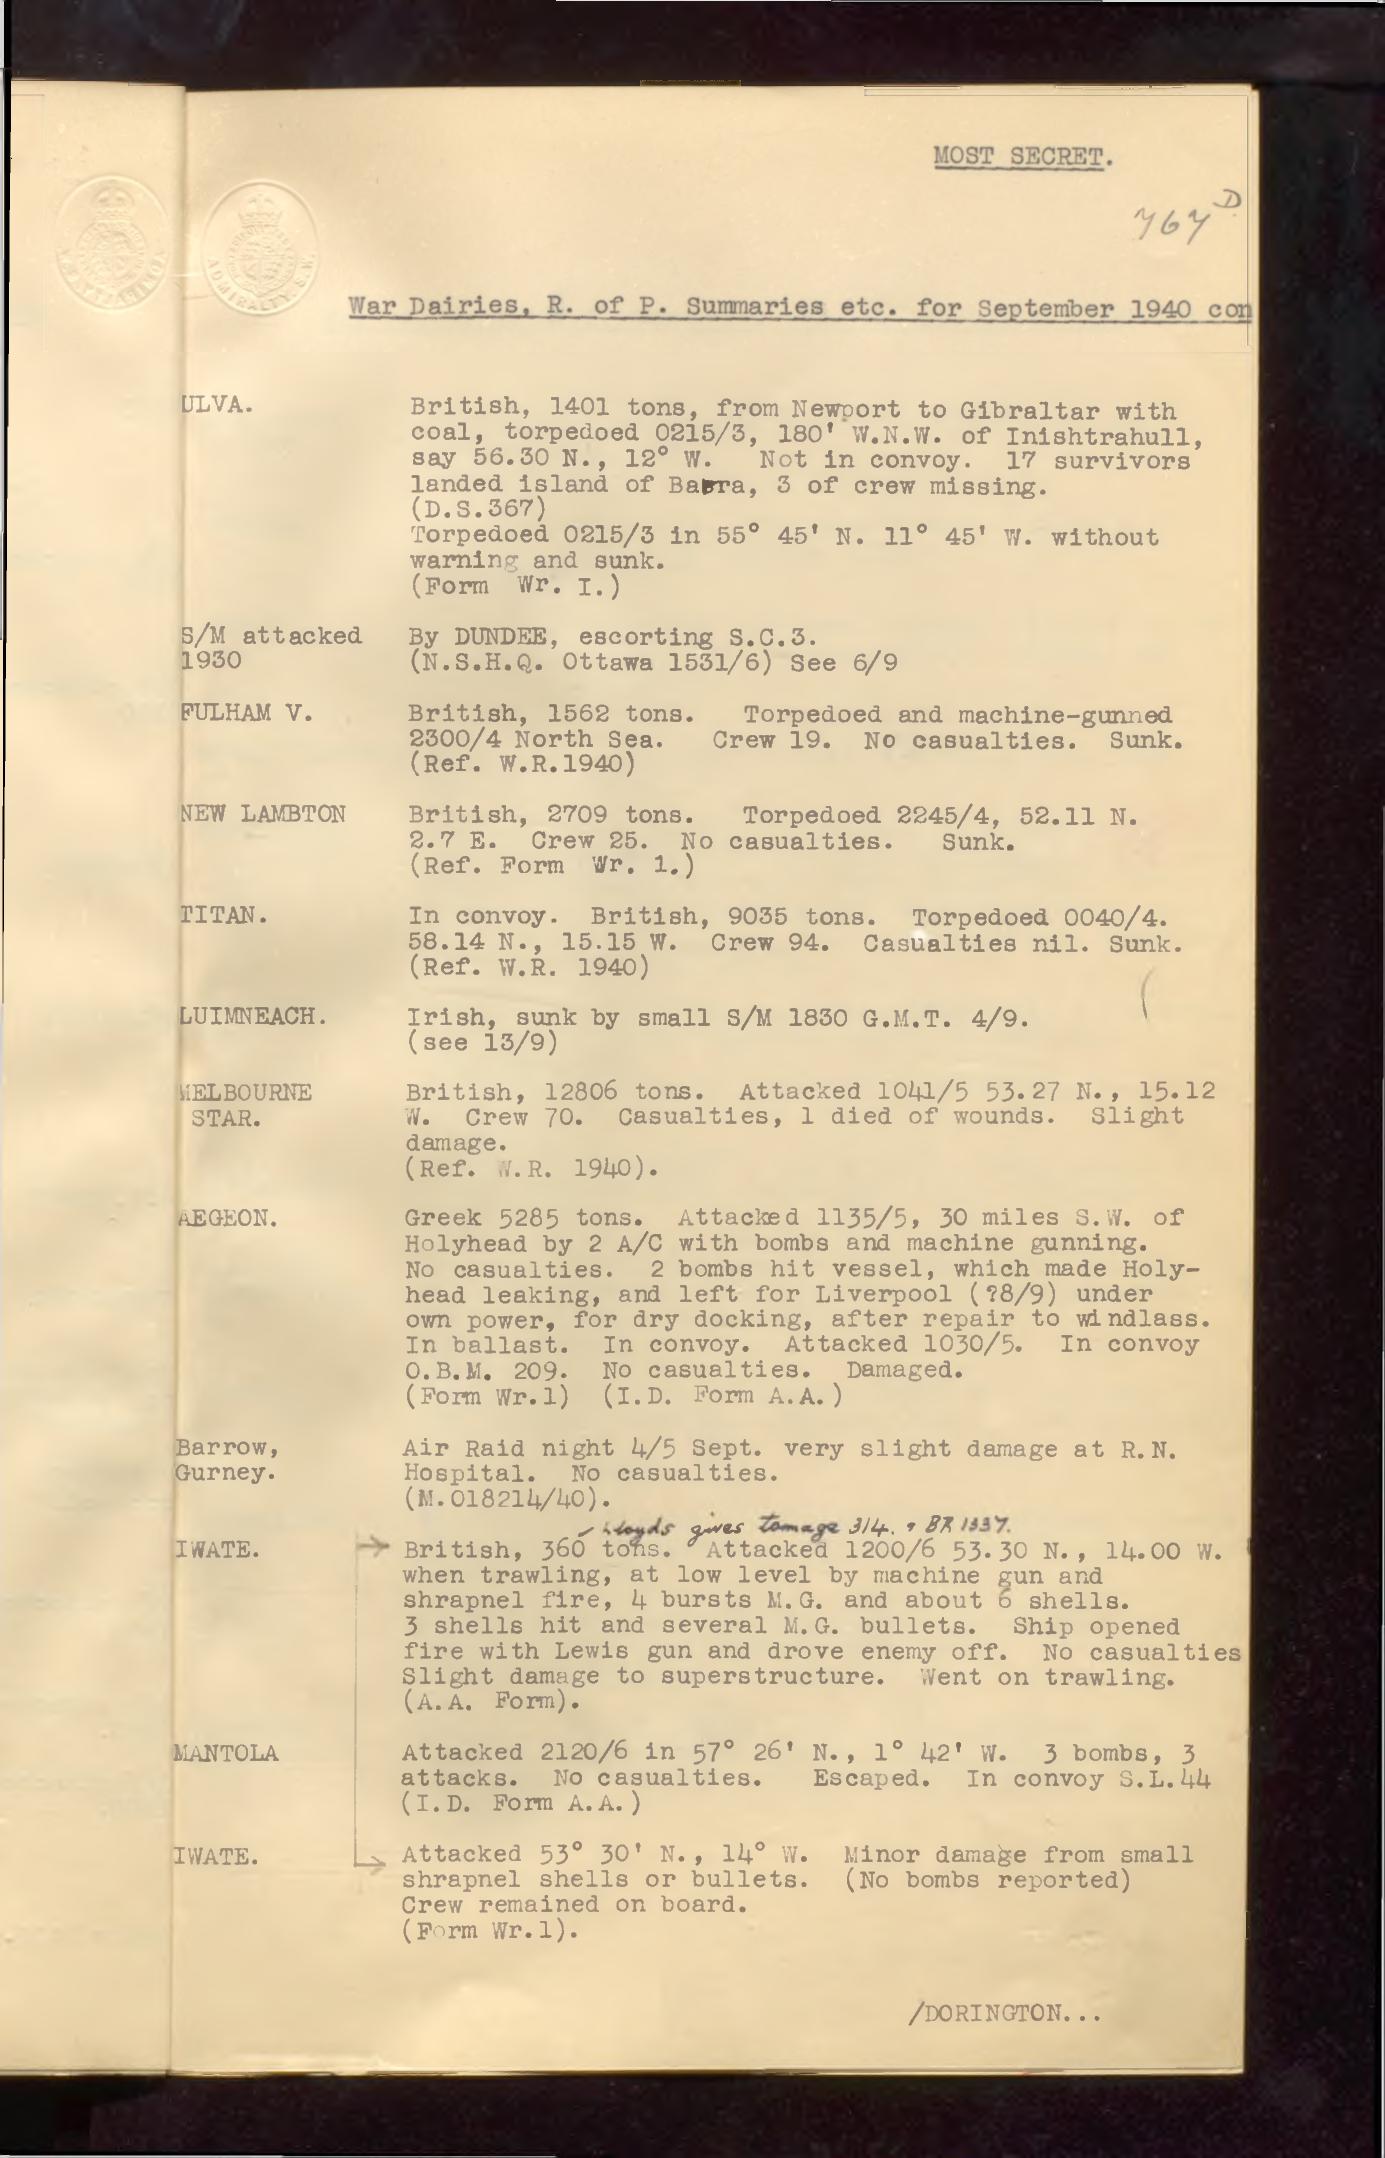 MOST SECRET.
767 D
ADMIRALTY. S.W.
War Dairies, R. of P. Summaries etc. for September 1940 con
ULVA. British, 1401 tons, from Newport to Gibraltar with
coal, torpedoed 0215/3, 180' W.N.W. of Inishtrahull,
say 56.30 N., 12° W. Not in convoy. 17 survivors
landed island of Barra, 3 of crew missing.
(D.S.367)
Torpedoed 0215/3 in 55° 45' N. 11° 45' W. without
warning and sunk.
(Form Wr. I.)
S/M attacked By DUNDEE, escorting S.C.3.
1930 (N.S.H.Q. Ottawa 1531/6) See 6/9
FULHAM V. British, 1562 tons. Torpedoed and machine-gunned
2300/4 North Sea. Crew 19. No casualties. Sunk.
(Ref. W.R.1940)
NEW LAMBTON British, 2709 tons. Torpedoed 2245/4, 52.11 N.
2.7 E. Crew 25. No casualties. Sunk.
(Ref. Form Wr. 1.)
TITAN. In convoy. British, 9035 tons. Torpedoed 0040/4.
58.14 N., 15.15 W. Crew 94. Casualties nil. Sunk.
(Ref. W.R. 1940)
LUIMNEACH. Irish, sunk by small S/M 1830 G.M.T. 4/9.
(see 13/9)
MELBOURNE British, 12806 tons. Attacked 1041/5 53.27 N., 15.12
STAR. W. Crew 70. Casualties, 1 died of wounds. Slight
damage.
(Ref. W.R. 1940).
AEGEON. Greek 5285 tons. Attacked 1135/5, 30 miles S.W. of
Holyhead by 2 A/C with bombs and machine gunning.
No casualties. 2 bombs hit vessel, which made Holy-
head leaking, and left for Liverpool (?8/9) under
own power, for dry docking, after repair to windlass.
In ballast. In convoy. Attacked 1030/5. In convoy
O.B.M. 209. No casualties. Damaged.
(Form Wr.1) (I.D. Form A.A.)
Barrow, Air Raid night 4/5 Sept. very slight damage at R.N.
Gurney. Hospital. No casualties.
(M.018214/40).
Lloyds gives tonnage 314. BR 1337.
IWATE. British, 360 tons. Attacked 1200/6 53.30 N., 14.00 W.
when trawling, at low level by machine gun and
shrapnel fire, 4 bursts M.G. and about 6 shells.
3 shells hit and several M.G. bullets. Ship opened
fire with Lewis gun and drove enemy off. No casualties
Slight damage to superstructure. Went on trawling.
(A.A. Form).
MANTOLA Attacked 2120/6 in 57° 26' N., 1° 42' W. 3 bombs, 3
attacks. No casualties. Escaped. In convoy S.L.44
(I.D. Form A.A.)
IWATE. Attacked 53° 30' N., 14° W. Minor damage from small
shrapnel shells or bullets. (No bombs reported)
Crew remained on board.
(Form Wr.1).
/DORINGTON...